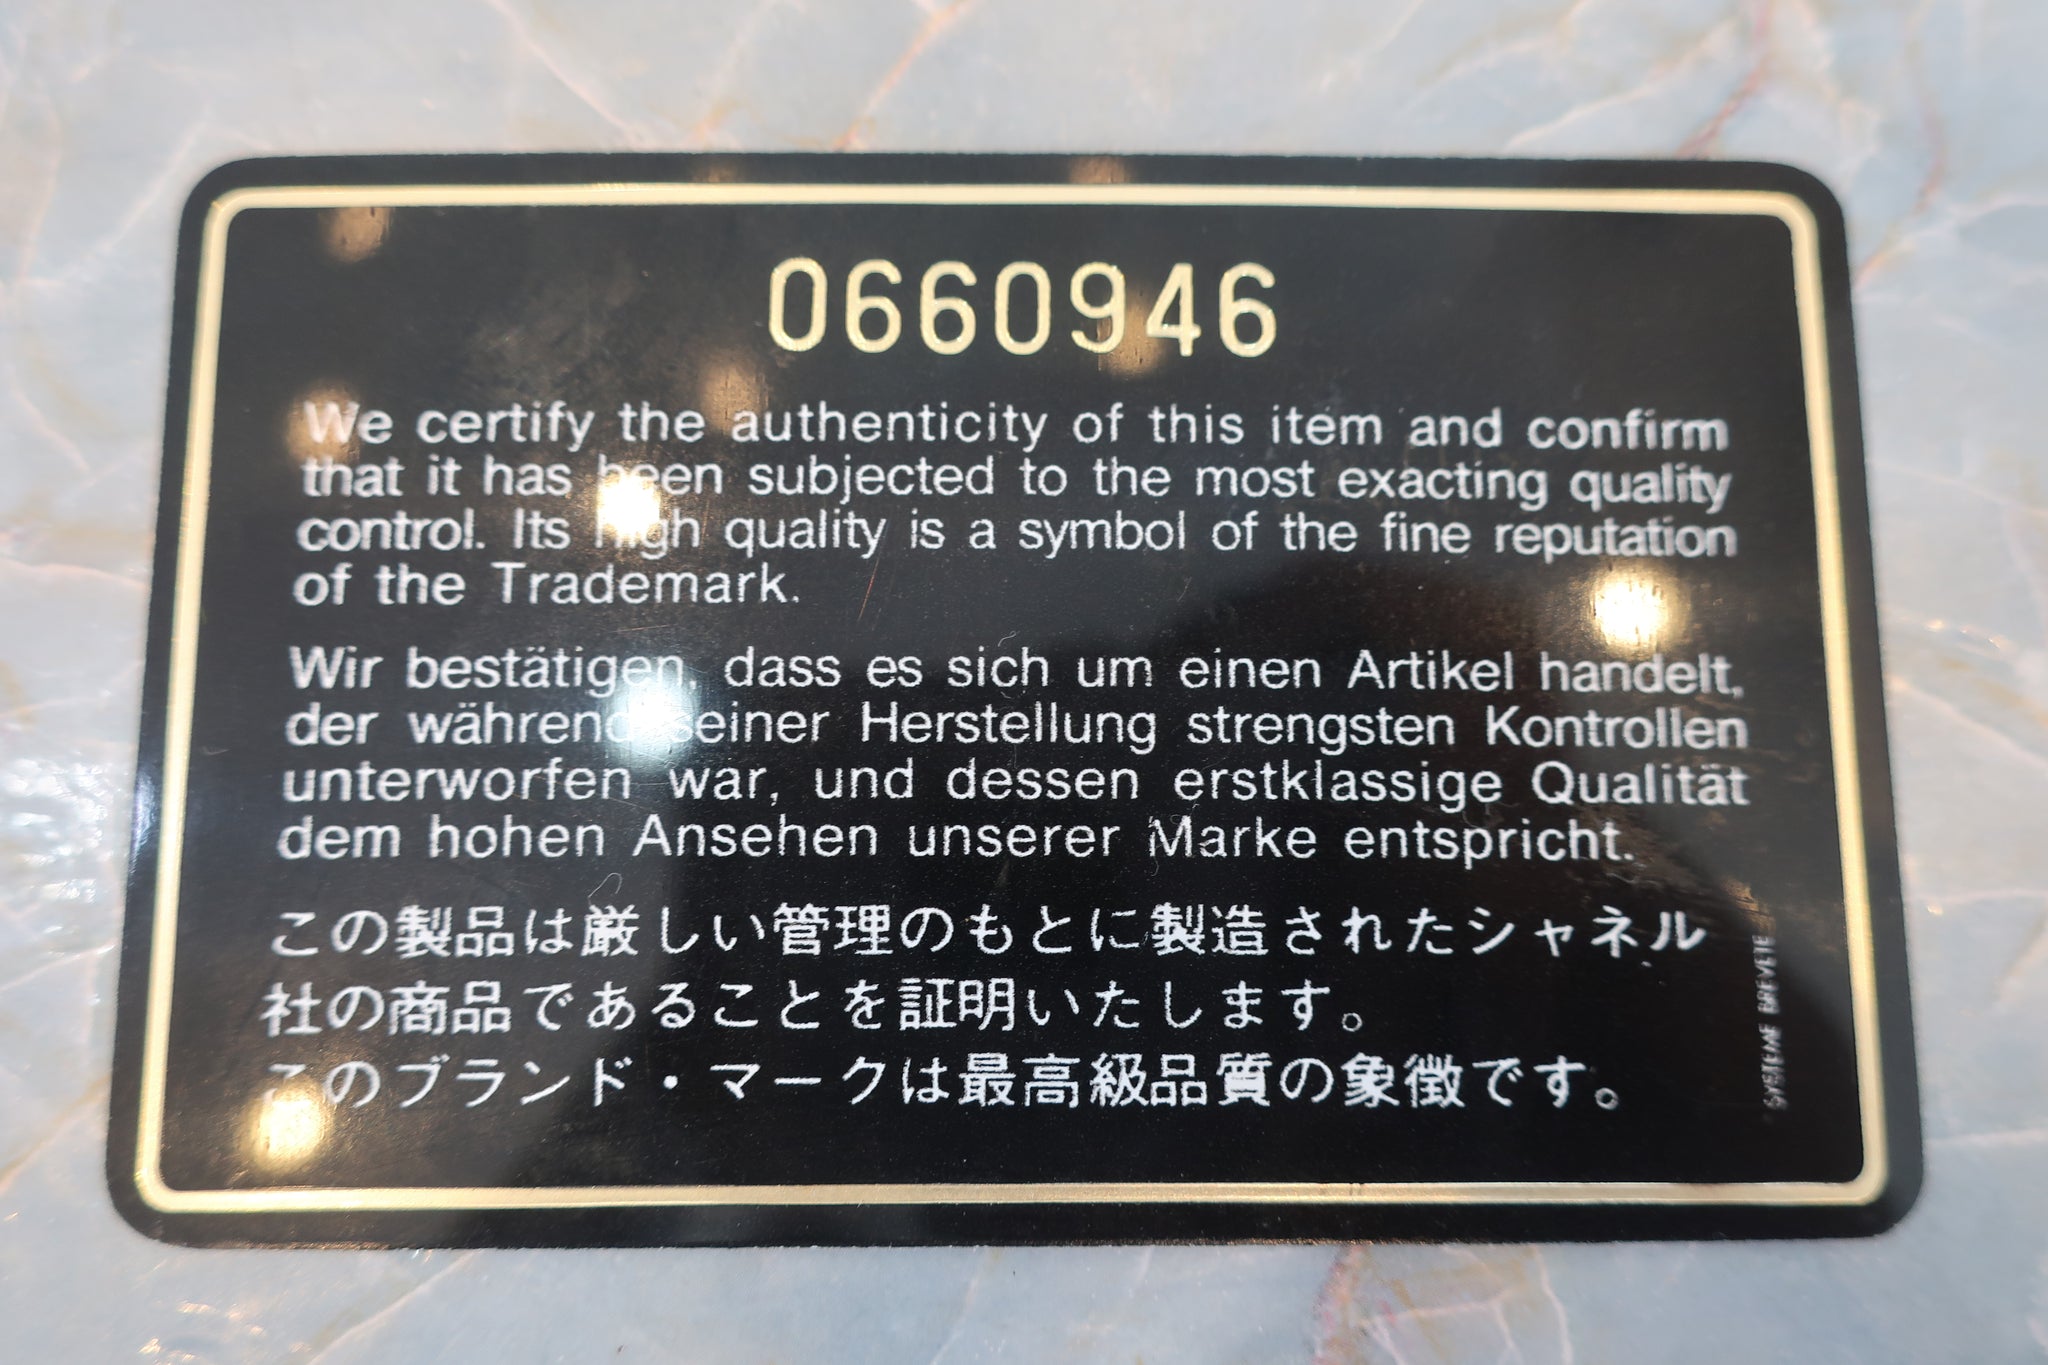 0660946
We certify the authenticity of this item and confirm
that it has been subjected to the most exacting quality
control. Its high quality is a symbol of the fine reputation
of the Trademark.
Wir bestätigen, dass es sich um einen Artikel handelt,
der während seiner Herstellung strengsten Kontrollen
unterworfen war, und dessen erstklassige Qualität
dem hohen Ansehen unserer Marke entspricht.
この製品は厳しい管理のもとに製造されたシャネル
社の商品であることを証明いたします。
このブランド・マークは最高級品質の象徴です。
SYSTEME BREVETE